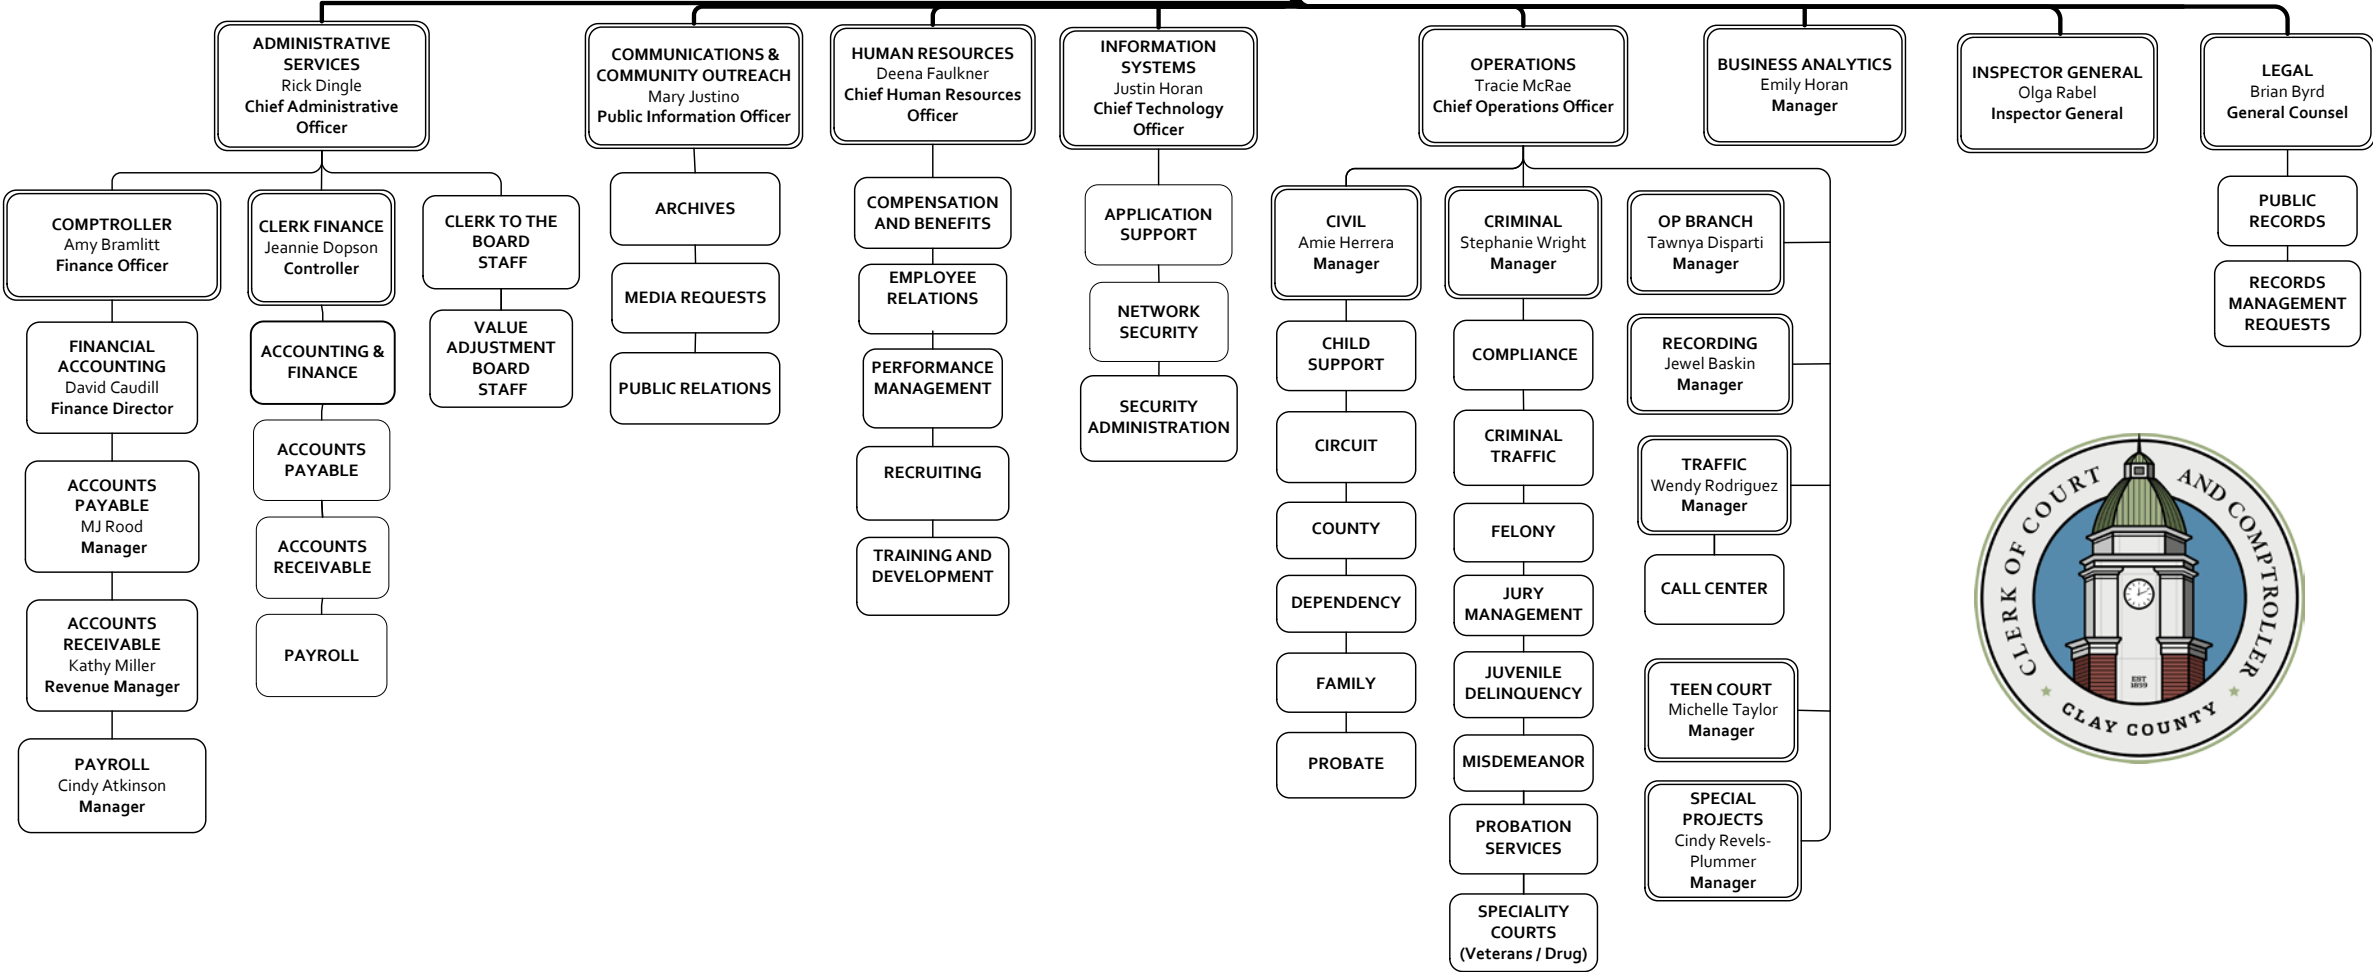 ADMINISTRATIVE
SERVICES
Rick Dingle
Chief Administrative
Officer
COMMUNICATIONS &
COMMUNITY OUTREACH
Mary Justino
Public Information Officer
HUMAN RESOURCES
Deena Faulkner
Chief Human Resources
Officer
INFORMATION
SYSTEMS
Justin Horan
Chief Technology
Officer
OPERATIONS
Tracie McRae
Chief Operations Officer
BUSINESS ANALYTICS
Emily Horan
Manager
INSPECTOR GENERAL
Olga Rabel
Inspector General
LEGAL
Brian Byrd
General Counsel
COMPTROLLER
Amy Bramlitt
Finance Officer
FINANCIAL
ACCOUNTING
David Caudill
Finance Director
ACCOUNTS
PAYABLE
MJ Rood
Manager
ACCOUNTS
RECEIVABLE
Kathy Miller
Revenue Manager
PAYROLL
Cindy Atkinson
Manager
CLERK FINANCE
Jeannie Dopson
Controller
ACCOUNTING &
FINANCE
ACCOUNTS
PAYABLE
ACCOUNTS
RECEIVABLE
PAYROLL
CLERK TO THE
BOARD
STAFF
VALUE
ADJUSTMENT
BOARD
STAFF
ARCHIVES
MEDIA REQUESTS
PUBLIC RELATIONS
COMPENSATION
AND BENEFITS
EMPLOYEE
RELATIONS
PERFORMANCE
MANAGEMENT
RECRUITING
TRAINING AND
DEVELOPMENT
APPLICATION
SUPPORT
NETWORK
SECURITY
SECURITY
ADMINISTRATION
CIVIL
Amie Herrera
Manager
CHILD
SUPPORT
CIRCUIT
COUNTY
DEPENDENCY
FAMILY
PROBATE
CRIMINAL
Stephanie Wright
Manager
COMPLIANCE
CRIMINAL
TRAFFIC
FELONY
JURY
MANAGEMENT
JUVENILE
DELINQUENCY
MISDEMEANOR
PROBATION
SERVICES
SPECIALITY
COURTS
(Veterans / Drug)
OP BRANCH
Tawnya Disparti
Manager
RECORDING
Jewel Baskin
Manager
TRAFFIC
Wendy Rodriguez
Manager
CALL CENTER
TEEN COURT
Michelle Taylor
Manager
SPECIAL
PROJECTS
Cindy Revels-
Plummer
Manager
PUBLIC
RECORDS
RECORDS
MANAGEMENT
REQUESTS
CLERK OF COURT AND COMPTROLLER
EST
1859
CLAY COUNTY